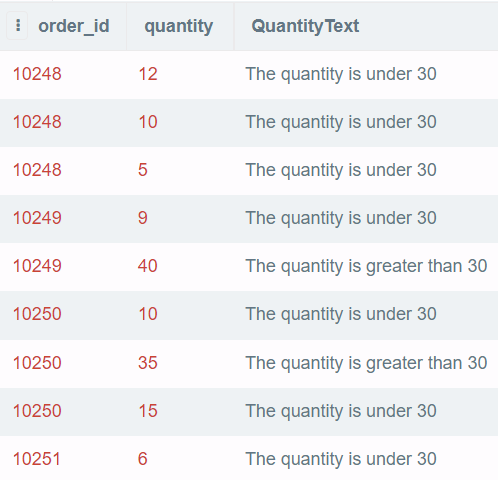 order_id quantity QuantityText
10248 12 The quantity is under 30
10248 10 The quantity is under 30
10248 5 The quantity is under 30
10249 9 The quantity is under 30
10249 40 The quantity is greater than 30
10250 10 The quantity is under 30
10250 35 The quantity is greater than 30
10250 15 The quantity is under 30
10251 6 The quantity is under 30